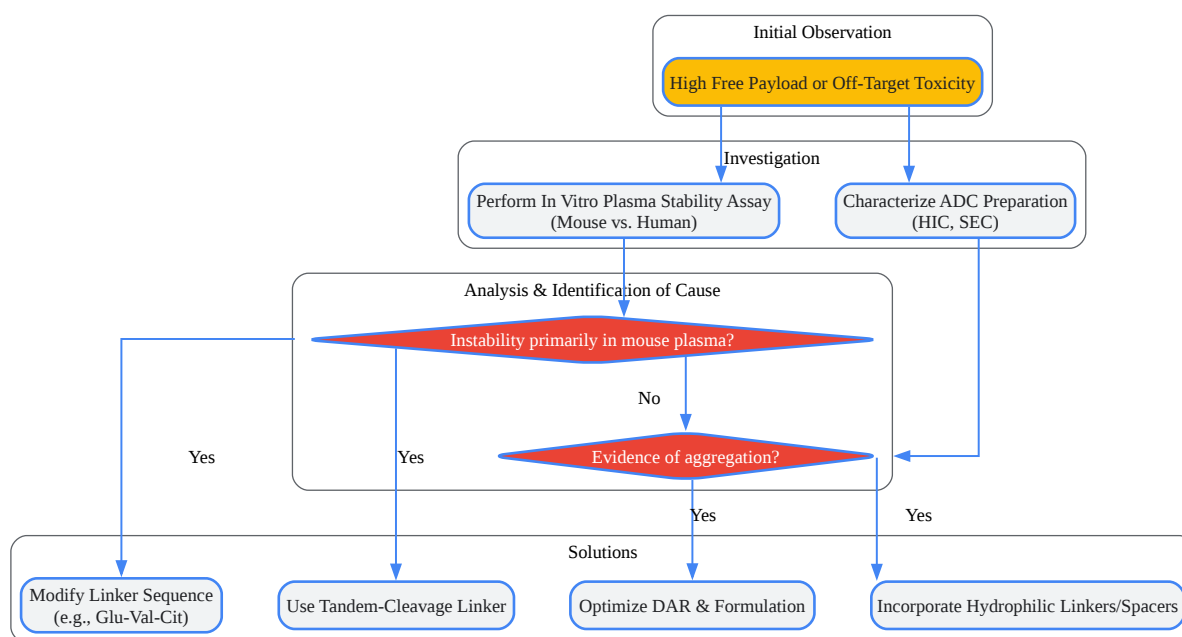 Initial Observation
High Free Payload or Off-Target Toxicity
Investigation
Perform In Vitro Plasma Stability Assay
(Mouse vs. Human)
Characterize ADC Preparation
(HIC, SEC)
Analysis & Identification of Cause
Instability primarily in mouse plasma?
No
Evidence of aggregation?
Yes
Yes
Yes
Yes
Solutions
Modify Linker Sequence
(e.g., Glu-Val-Cit)
Use Tandem-Cleavage Linker
Optimize DAR & Formulation
Incorporate Hydrophilic Linkers/Spacers